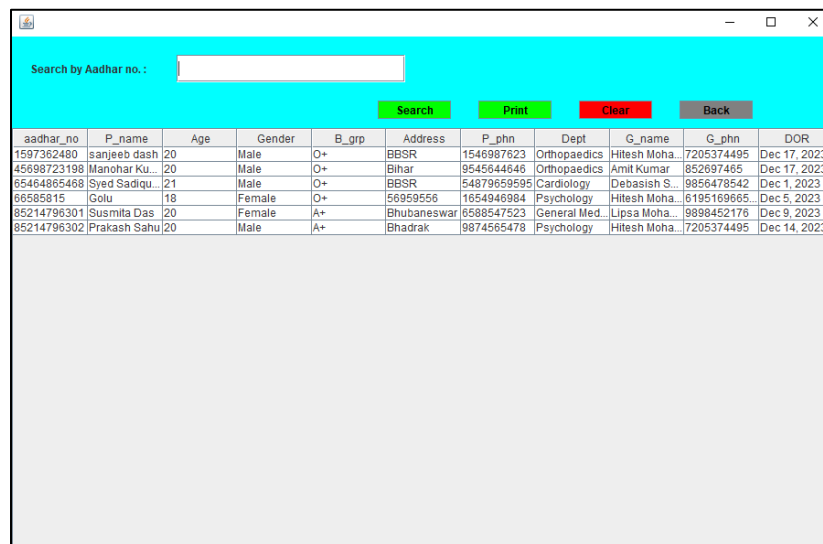 Search by Aadhar no. :
Search Print Clear Back
aadhar_no P_name Age Gender B_grp Address P_phn Dept G_name G_phn DOR
1597362480 sanjeeb dash 20 Male O+ BBSR 1546987623 Orthopaedics Hitesh Moha... 7205374495 Dec 17, 2023
45698723198 Manohar Ku... 20 Male O+ Bihar 9545644646 Orthopaedics Amit Kumar 852697465 Dec 17, 2023
65464865468 Syed Sadiqu... 21 Male O+ BBSR 54879659595 Cardiology Debasish S... 9856478542 Dec 1, 2023
66585815 Golu 18 Female O+ 56959556 1654946984 Psychology Hitesh Moha... 6195169665... Dec 5, 2023
85214796301 Susmita Das 20 Female A+ Bhubaneswar 6588547523 General Med... Lipsa Moha... 9898452176 Dec 9, 2023
85214796302 Prakash Sahu 20 Male A+ Bhadrak 9874565478 Psychology Hitesh Moha... 7205374495 Dec 14, 2023